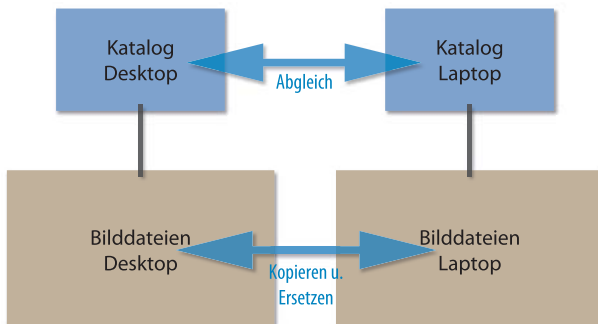 Katalog
Desktop
Abgleich
Katalog
Laptop
Bilddateien
Desktop
Kopieren u.
Ersetzen
Bilddateien
Laptop